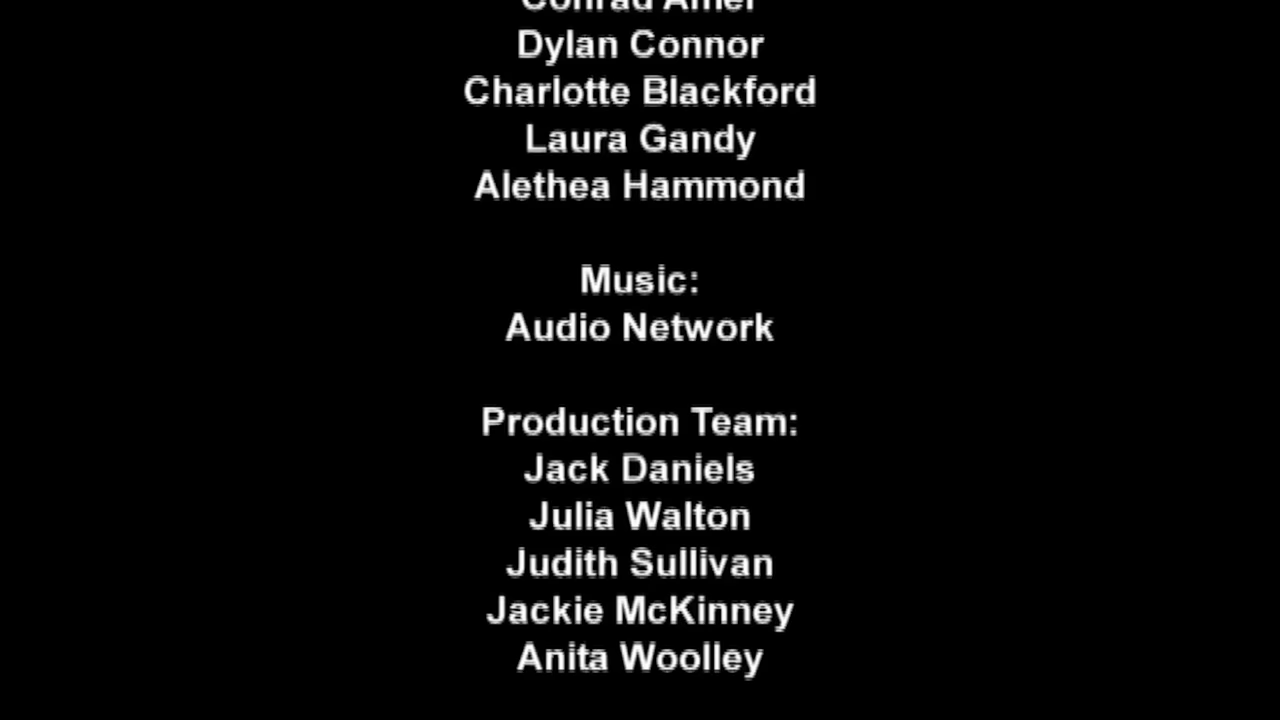 Dylan Connor
Charlotte Blackford
Laura Gandy
Alethea Hammond
Music:
Audio Network
Production Team:
Jack Daniels
Julia Walton
Judith Sullivan
Jackie McKinney
Anita Woolley